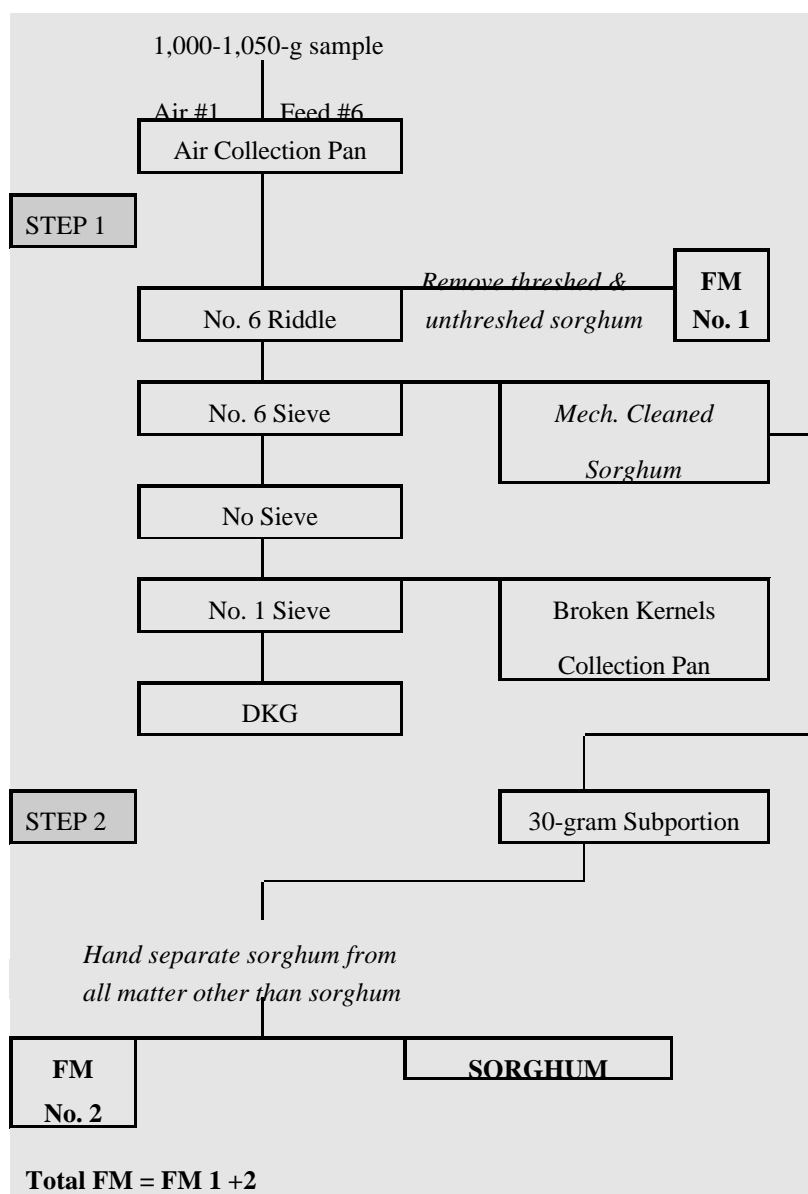 1,000-1,050-g sample
Air #1 Feed #6
Air Collection Pan
STEP 1
Remove threshed &
unthreshed sorghum
FM
No. 1
No. 6 Riddle
No. 6 Sieve
Mech. Cleaned
Sorghum
No Sieve
No. 1 Sieve
Broken Kernels
Collection Pan
DKG
STEP 2
30-gram Subportion
Hand separate sorghum from
all matter other than sorghum
FM
No. 2
SORGHUM
Total FM = FM 1 +2